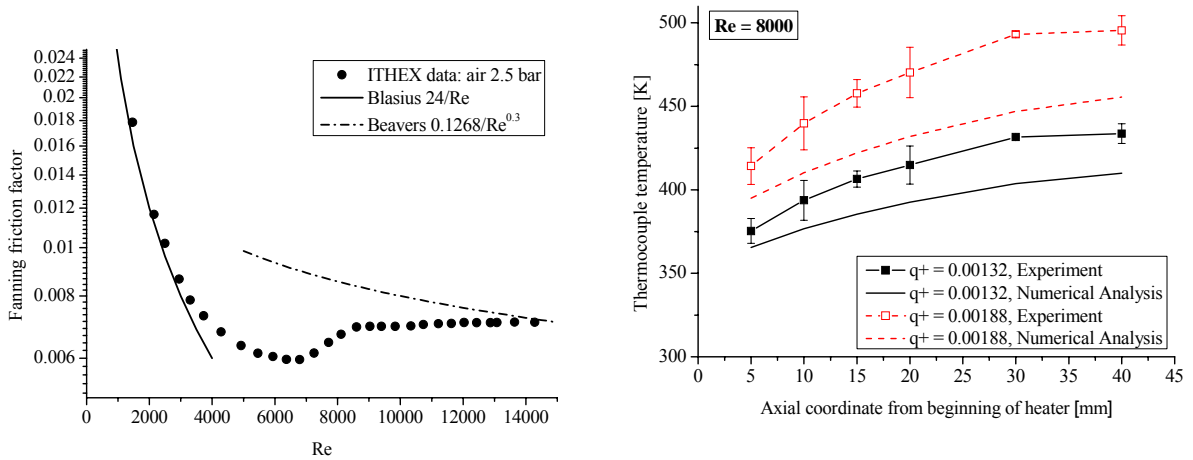 0.024
0.022
0.02
0.018
0.016
0.014
0.012
0.01
0.008
0.006
Fanning friction factor
0 2000 4000 6000 8000 10000 12000 14000
Re
ITHEX data: air 2.5 bar
Blasius 24/Re
Beavers 0.1268/Re^0.3
Re = 8000
500
450
400
350
300
Thermocouple temperature [K]
0 5 10 15 20 25 30 35 40 45
Axial coordinate from beginning of heater [mm]
q+ = 0.00132, Experiment
q+ = 0.00132, Numerical Analysis
q+ = 0.00188, Experiment
q+ = 0.00188, Numerical Analysis